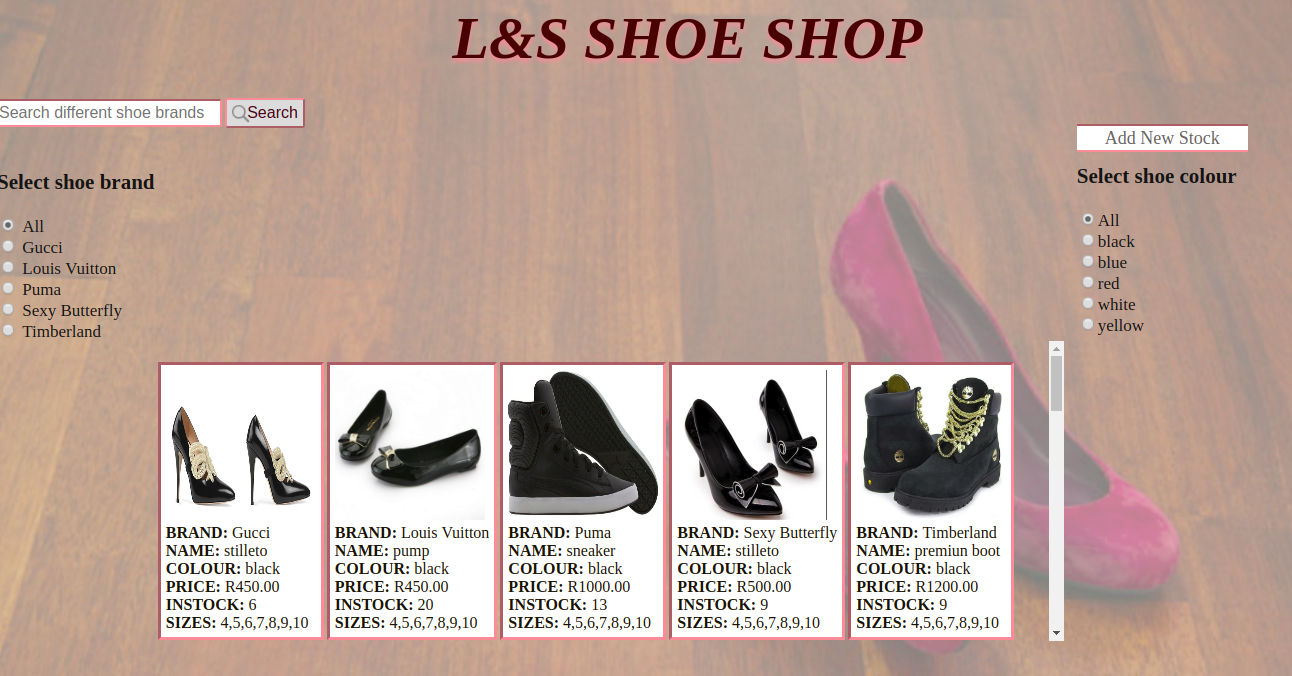 L&S SHOE SHOP
Search different shoe brands
Search
Add New Stock
Select shoe brand
All
Gucci
Louis Vuitton
Puma
Sexy Butterfly
Timberland
Select shoe colour
All
black
blue
red
white
yellow
BRAND: Gucci
NAME: stilleto
COLOUR: black
PRICE: R450.00
INSTOCK: 6
SIZES: 4,5,6,7,8,9,10
BRAND: Louis Vuitton
NAME: pump
COLOUR: black
PRICE: R450.00
INSTOCK: 20
SIZES: 4,5,6,7,8,9,10
BRAND: Puma
NAME: sneaker
COLOUR: black
PRICE: R1000.00
INSTOCK: 13
SIZES: 4,5,6,7,8,9,10
BRAND: Sexy Butterfly
NAME: stilleto
COLOUR: black
PRICE: R500.00
INSTOCK: 9
SIZES: 4,5,6,7,8,9,10
BRAND: Timberland
NAME: premiun boot
COLOUR: black
PRICE: R1200.00
INSTOCK: 9
SIZES: 4,5,6,7,8,9,10